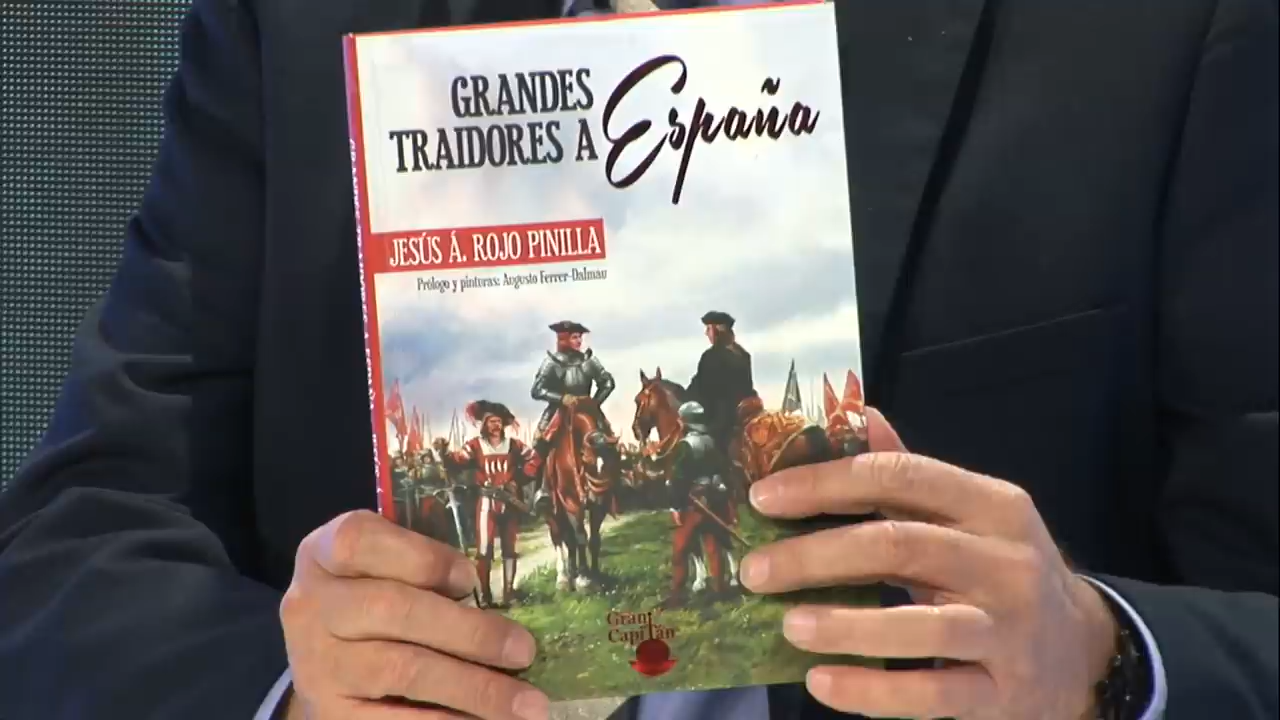 GRANDES
TRAIDORES A España
JESÚS Á. ROJO PINILLA
Prólogo y pinturas: Augusto Ferrer-Dalmau
Gran
Capitán